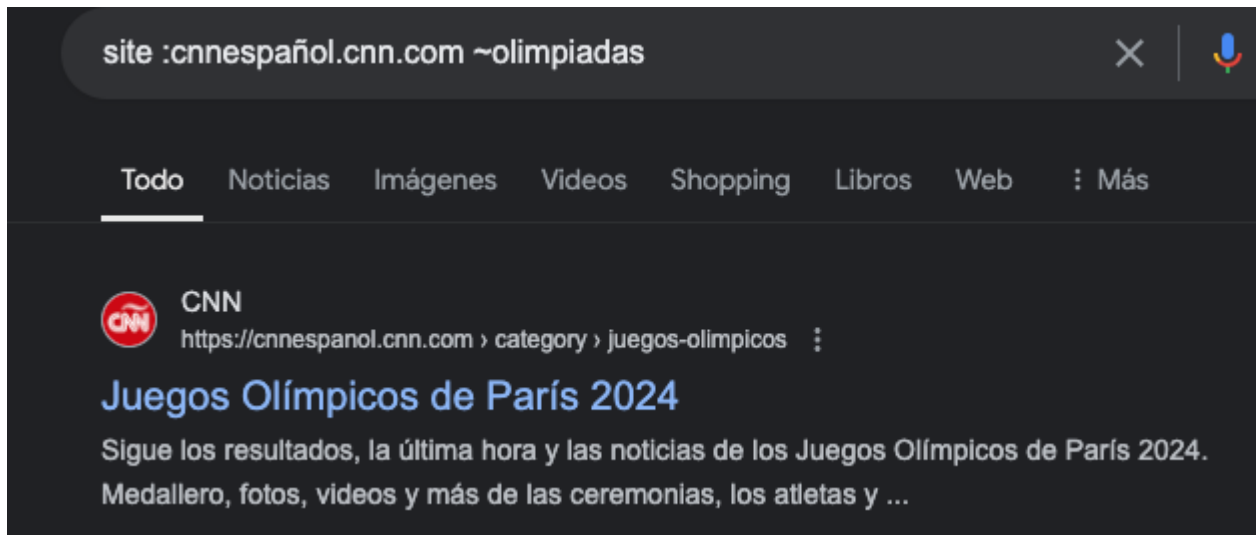 site :cnnespañol.cnn.com ~olimpiadas
Todo Noticias Imágenes Videos Shopping Libros Web Más
CNN
CNN
https://cnnespanol.cnn.com › category › juegos-olimpicos
Juegos Olímpicos de París 2024
Sigue los resultados, la última hora y las noticias de los Juegos Olímpicos de París 2024.
Medallero, fotos, videos y más de las ceremonias, los atletas y ...